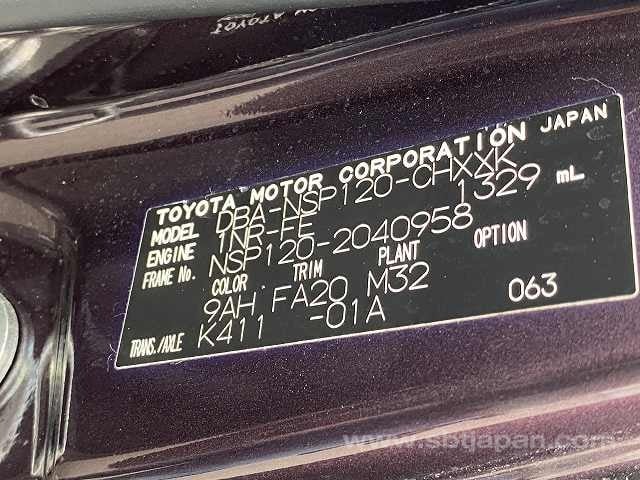 TOYOTA MOTOR CORPORATION JAPAN
MODEL DBA-NSP120-CHXXK
ENGINE 1NR-FE 1329 mL
FRAME No. NSP120-2040958
COLOR TRIM PLANT OPTION
9AH FA20 M32 063
TRANS./AXLE K411 -01A
www.sbtjapan.com